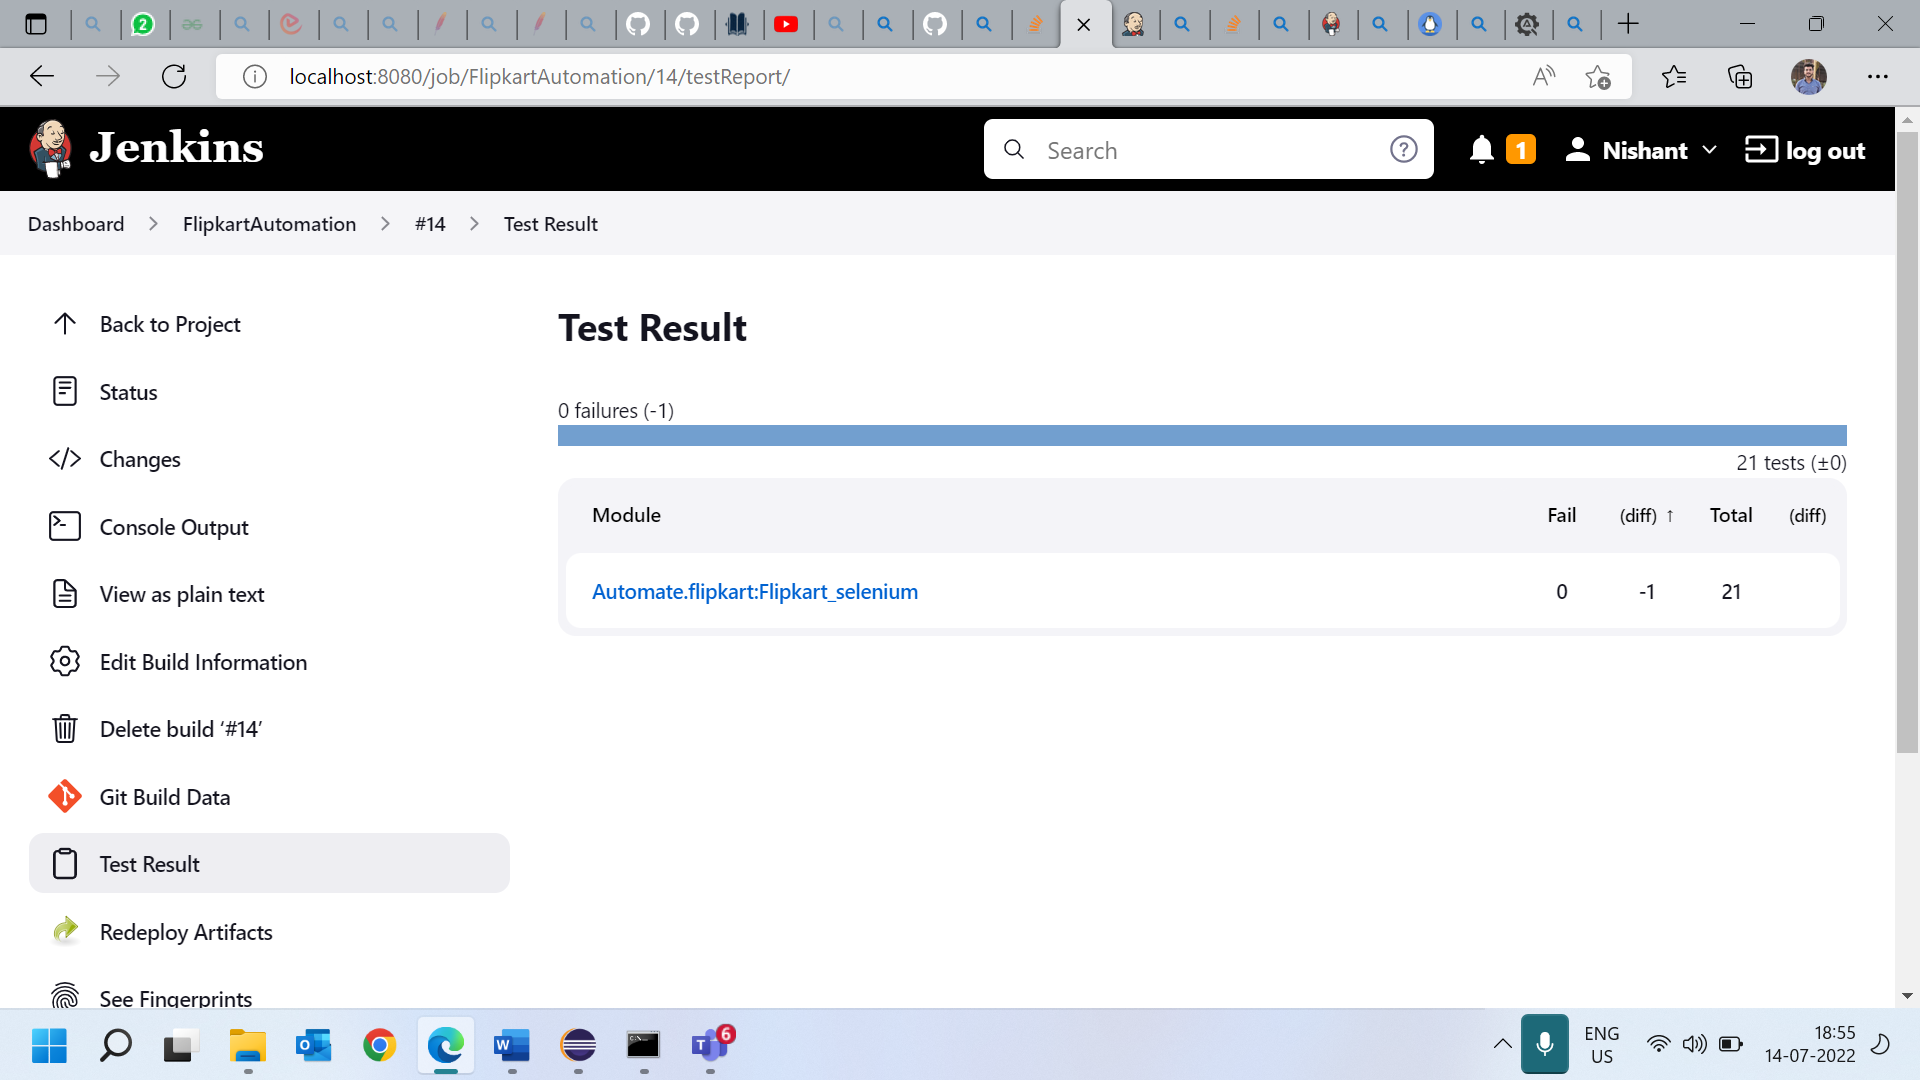 2
localhost:8080/job/FlipkartAutomation/14/testReport/
Jenkins
Search
1
Nishant
log out
Dashboard
FlipkartAutomation
#14
Test Result
Back to Project
Status
Changes
Console Output
View as plain text
Edit Build Information
Delete build ‘#14’
Git Build Data
Test Result
Redeploy Artifacts
See Fingerprints
Test Result
0 failures (-1)
21 tests (±0)
Module Fail (diff) ↑ Total (diff)
Automate.flipkart:Flipkart_selenium 0 -1 21
6
ENG
US
18:55
14-07-2022